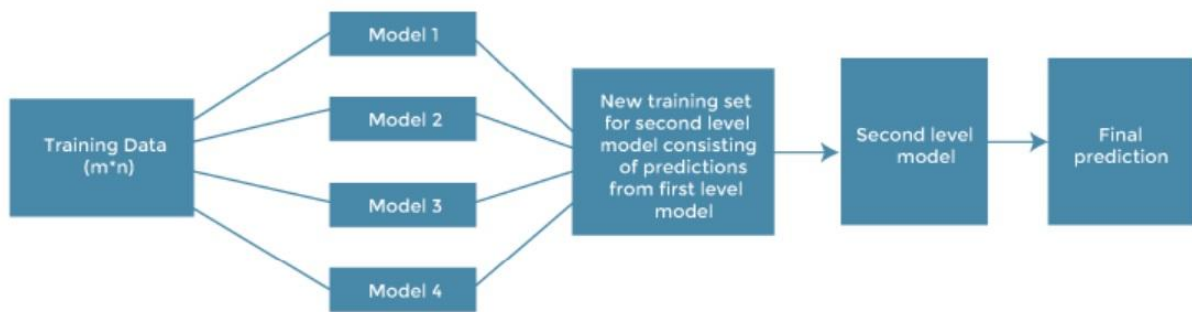 Training Data
(m*n)
Model 1
Model 2
Model 3
Model 4
New training set
for second level
model consisting
of predictions
from first level
model
Second level
model
Final
prediction